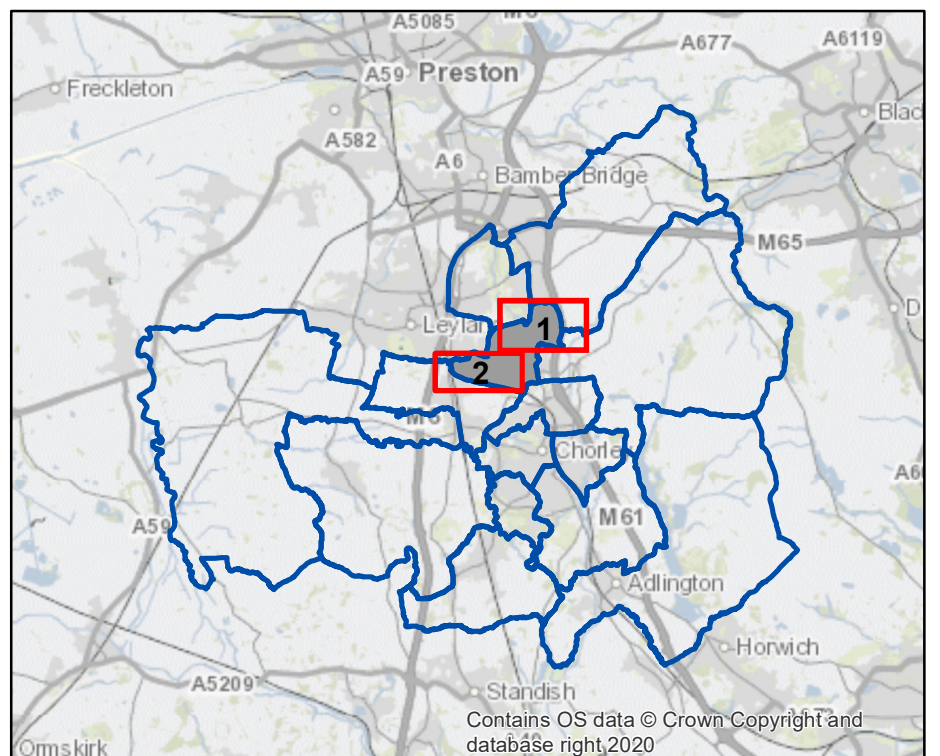 A5085
A677
A6119
A59
Preston
Freckleton
A582
A6
Bamber Bridge
M65
1
Leylan
2
Chorle
A59
M61
Adlington
Horwich
A5209
Standish
Contains OS data © Crown Copyright and
database right 2020
Ormskirk